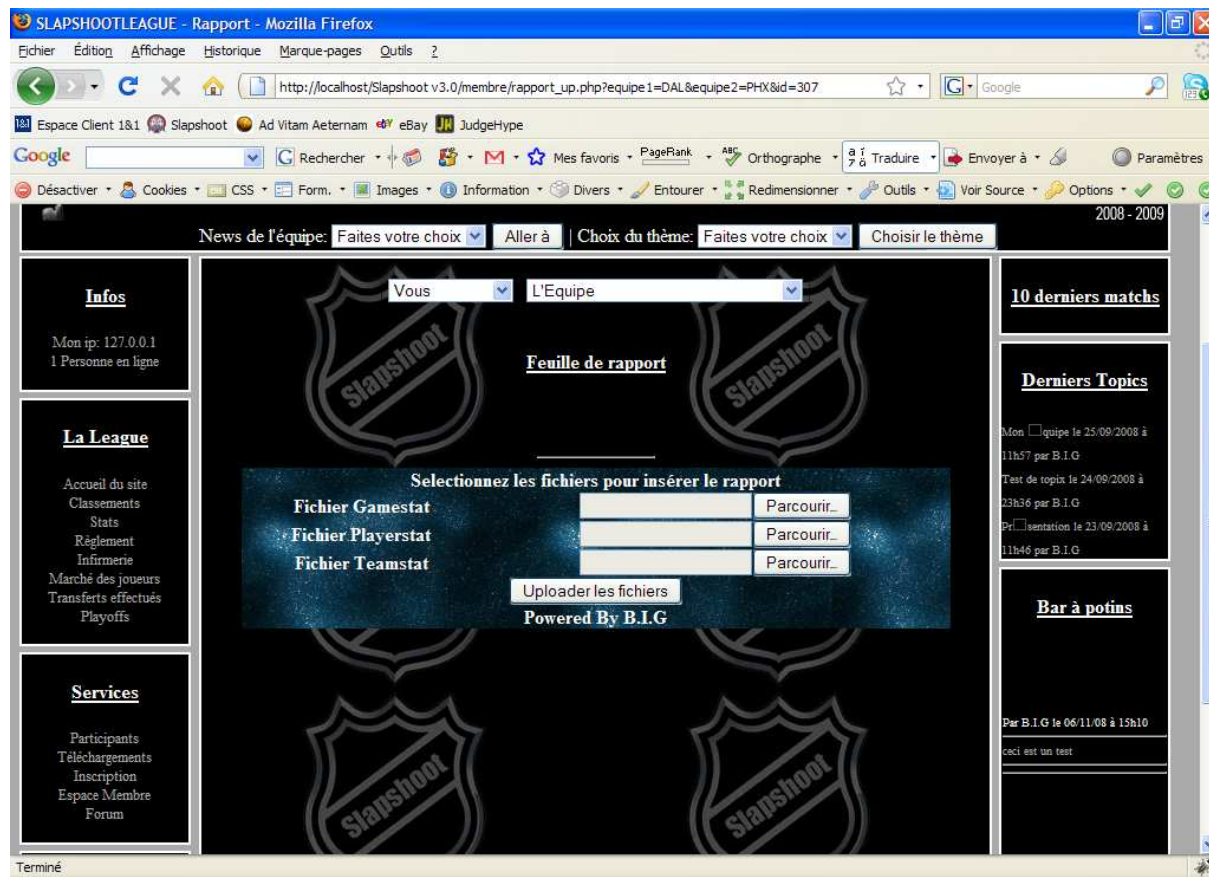 SLAPSHOOTLEAGUE - Rapport - Mozilla Firefox
Fichier Édition Affichage Historique Marque-pages Outils ?
http://localhost/Slapshoot v3.0/membre/rapport_up.php?equipe1=DAL&equipe2=PHX&id=307
G Google
Espace Client 1&1 Slapshoot Ad Vitam Aeternam eBay JudgeHype
Google Rechercher PageRank Mes favoris Orthographe Traduire Envoyer à Paramètres
Désactiver Cookies CSS Form. Images Information Divers Entourer Redimensionner Outils Voir Source Options
2008 - 2009
News de l'équipe: Faites votre choix Aller à | Choix du thème: Faites votre choix Choisir le thème
Infos
Mon ip: 127.0.0.1
1 Personne en ligne
La League
Accueil du site
Classements
Stats
Règlement
Infirmerie
Marché des joueurs
Transferts effectués
Playoffs
Services
Participants
Téléchargements
Inscription
Espace Membre
Forum
Vous L'Equipe
Slapshoot Slapshoot
Feuille de rapport
Selectionnez les fichiers pour insérer le rapport
Fichier Gamestat Parcourir...
Fichier Playerstat Parcourir...
Fichier Teamstat Parcourir...
Uploader les fichiers
Powered By B.I.G
Slapshoot Slapshoot
10 derniers matchs
Derniers Topics
Mon □quipe le 25/09/2008 à
11h57 par B.I.G
Test de topix le 24/09/2008 à
23h36 par B.I.G
Pr□sentation le 23/09/2008 à
11h46 par B.I.G
Bar à potins
Par B.I.G le 06/11/08 à 15h10
ceci est un test
Terminé